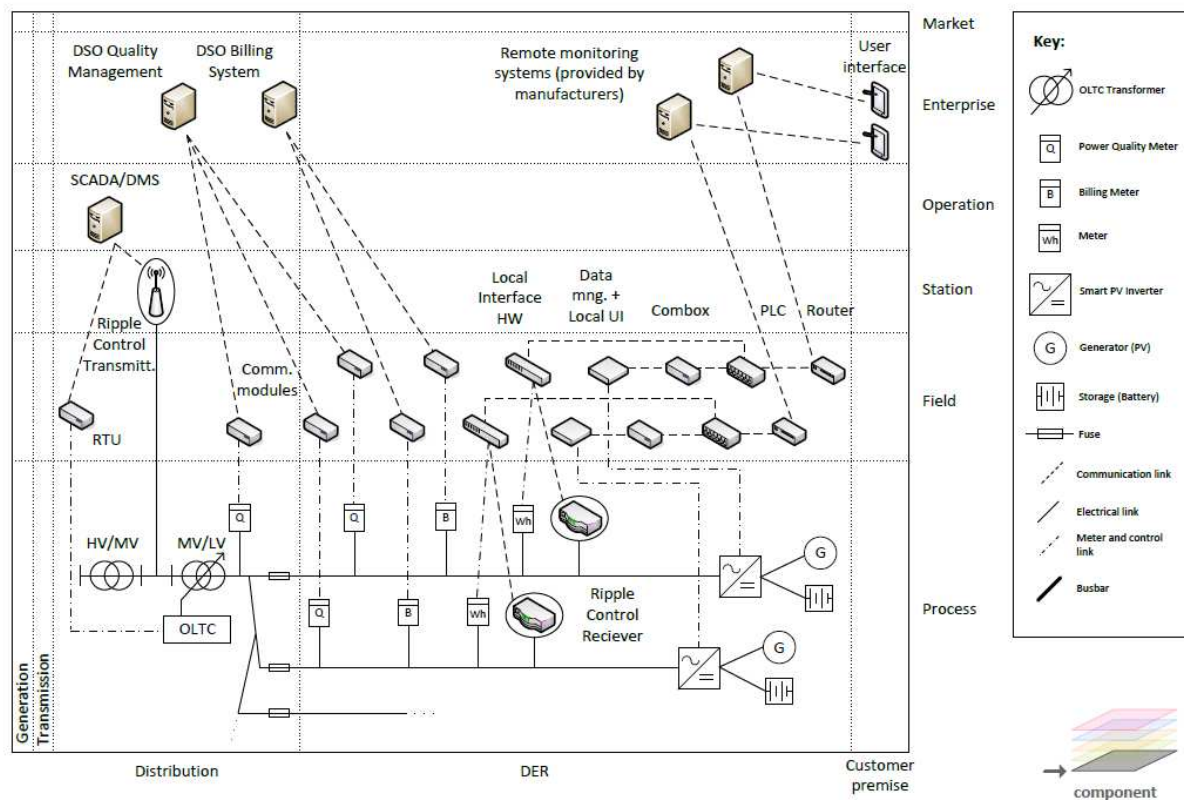 Market
DSO Quality
Management
DSO Billing
System
Remote monitoring
systems (provided by
manufacturers)
User
interface
Enterprise
SCADA/DMS
Operation
Local
Interface
HW
Data
mng. +
Local UI
Combox
PLC
Router
Station
Ripple
Control
Transmitt.
Comm.
modules
RTU
Field
Q
Q
B
Wh
HV/MV
MV/LV
G
OLTC
Q
B
Wh
Ripple
Control
Reciever
G
Process
. . .
Generation
Transmission
Distribution
DER
Customer
premise
Key:
OLTC Transformer
Q
Power Quality Meter
B
Billing Meter
Wh
Meter
Smart PV Inverter
G
Generator (PV)
Storage (Battery)
Fuse
Communication link
Electrical link
Meter and control
link
Busbar
component